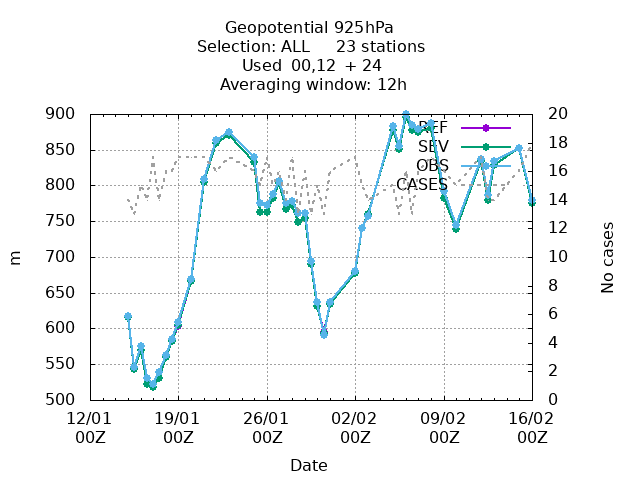 Geopotential 925hPa
Selection: ALL 23 stations
Used 00,12 + 24
Averaging window: 12h
900 20
REF
850 SEV 18
OBS
800 CASES 16
750 14
12
700 10
650 8
600 6
4
550 2
500 0
m
No cases
12/01 19/01 26/01 02/02 09/02 16/02
00Z 00Z 00Z 00Z 00Z 00Z
Date